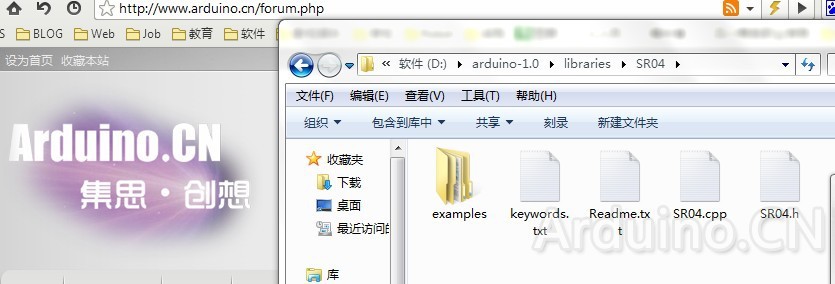 http://www.arduino.cn/forum.php
书签 BLOG Web Job 教育 软件
设为首页 收藏本站
Arduino.CN
集思·创想
软件 (D:) arduino-1.0 libraries SR04
文件(F) 编辑(E) 查看(V) 工具(T) 帮助(H)
组织 包含到库中 共享 刻录 新建文件夹
收藏夹
下载
桌面
最近访问的
库
examples
keywords.
txt
Readme.tx
t
SR04.cpp
SR04.h
Arduino.CN